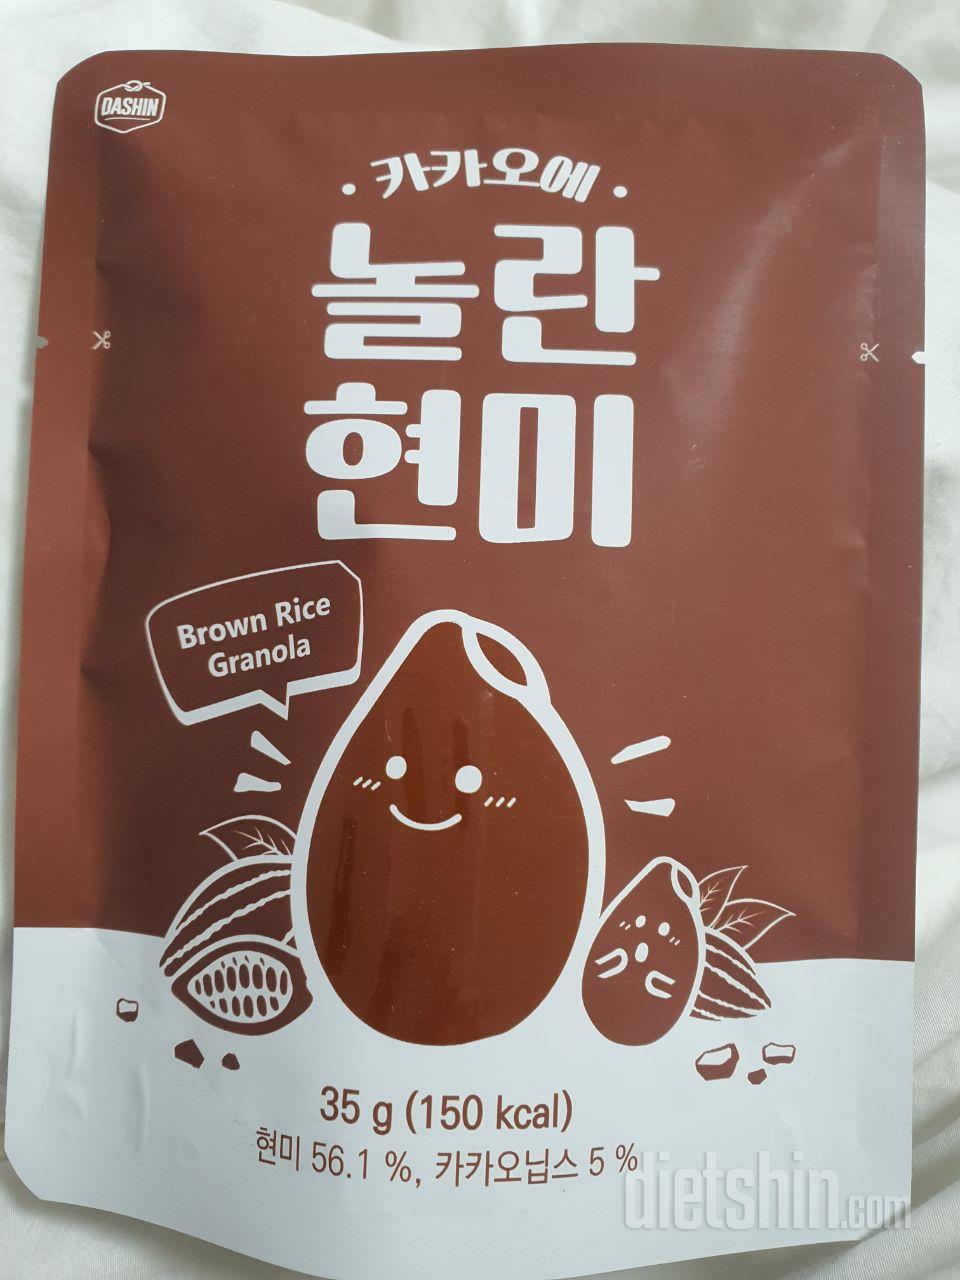 DASHIN
· 카카오에 ·
놀란
현미
Brown Rice
Granola
35 g (150 kcal)
현미 56.1 %, 카카오닙스 5 %
dietshin.com